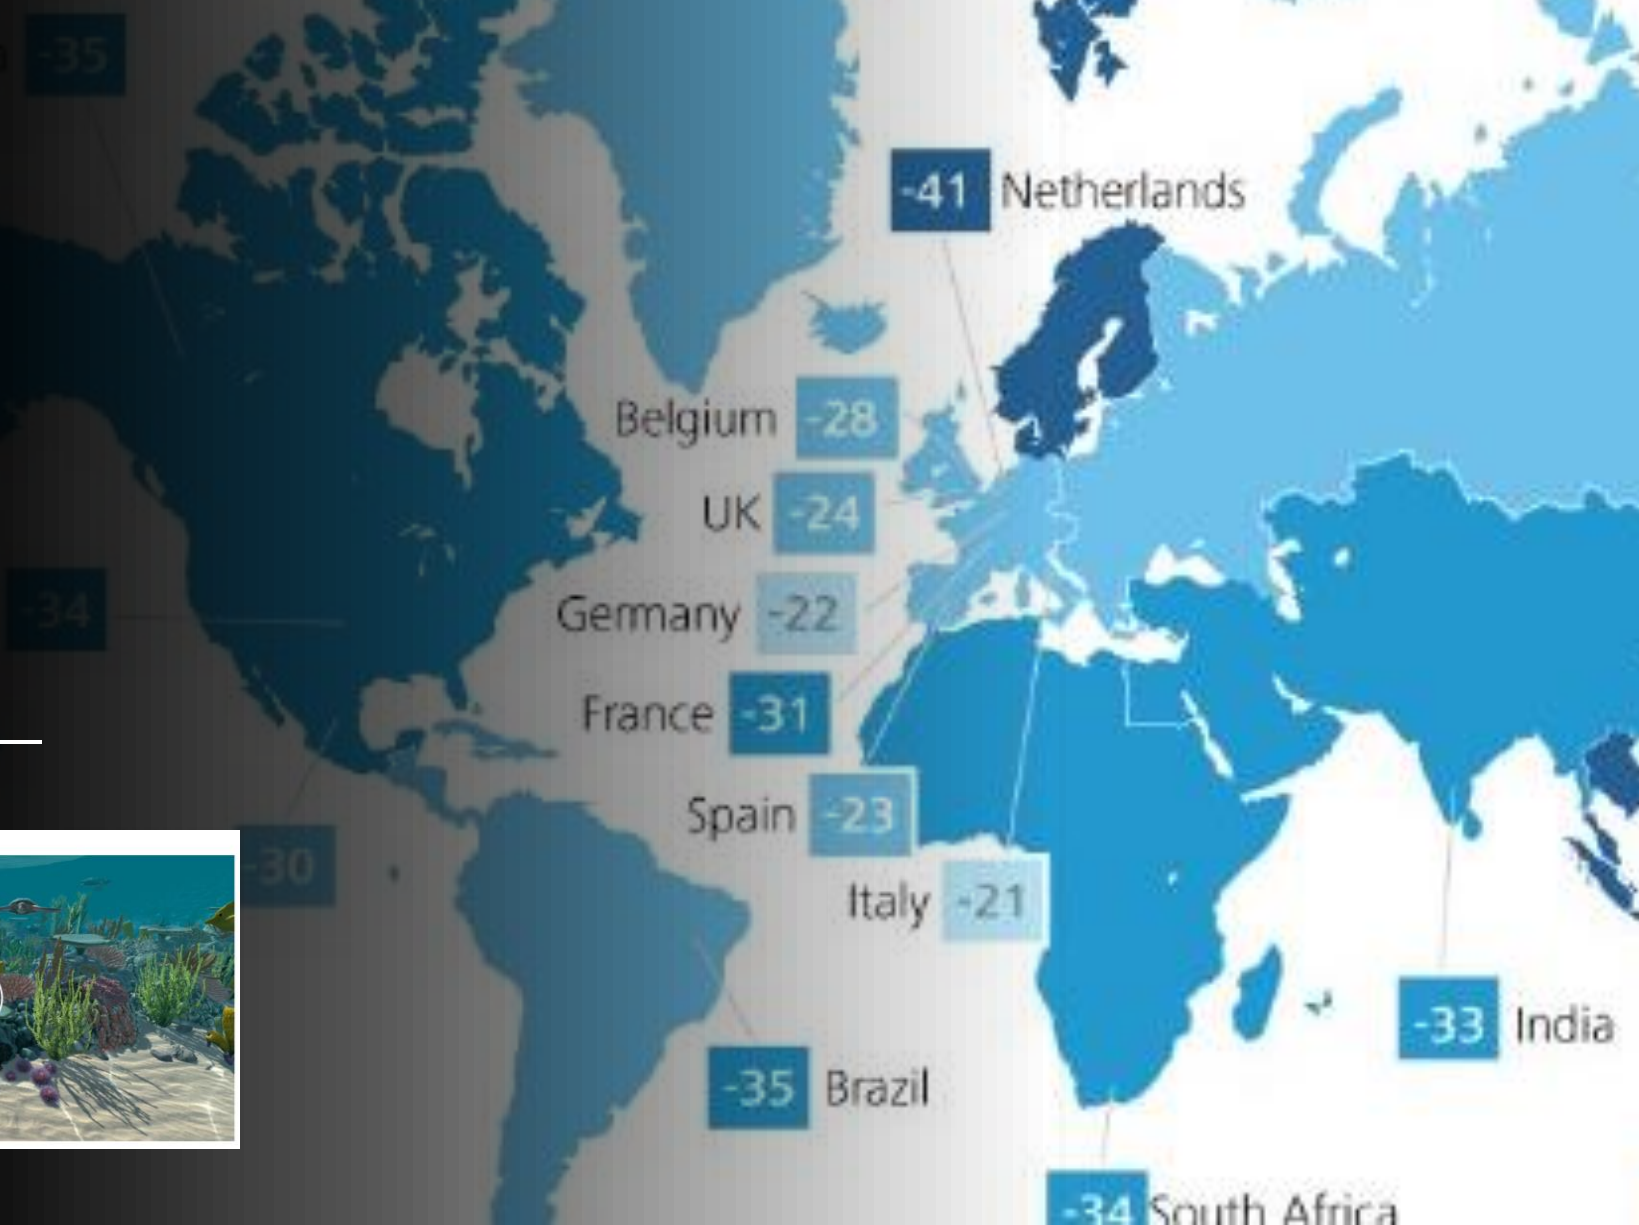 -35
-41 Netherlands
Belgium -28
UK -24
-34
Germany -22
France -31
Spain -23
-30
Italy -21
-33 India
-35 Brazil
-34 South Africa